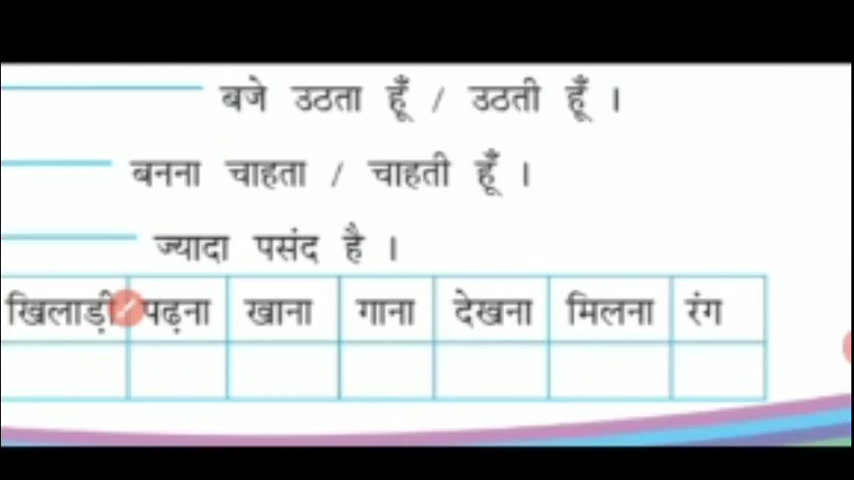 बजे उठता हूँ / उठती हूँ ।
बनना चाहता / चाहती हूँ ।
ज्यादा पसंद है ।
खिलाड़ी पढ़ना खाना गाना देखना मिलना रंग